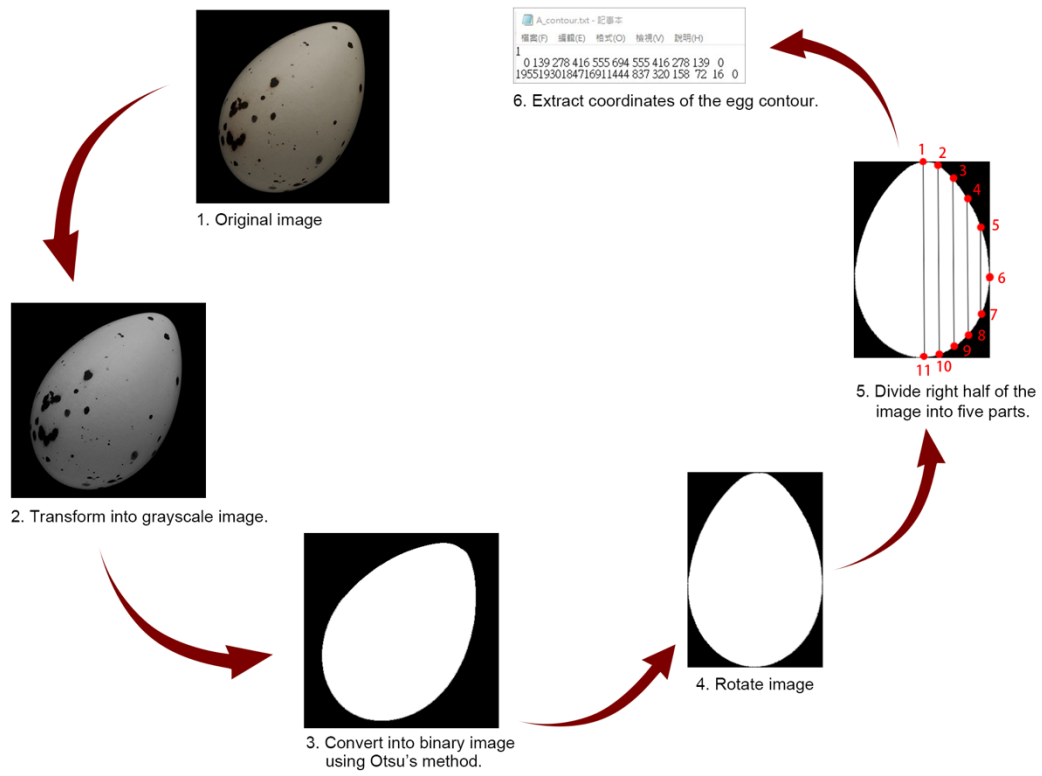 1. Original image
2. Transform into grayscale image.
3. Convert into binary image
using Otsu's method.
4. Rotate image
1
2
3
4
5
6
7
8
9
10
11
5. Divide right half of the
image into five parts.
A_contour.txt - 記事本
檔案(F) 編輯(E) 格式(O) 檢視(V) 說明(H)
1
0 139 278 416 555 694 555 416 278 139 0
19551930184716911444 837 320 158 72 16 0
6. Extract coordinates of the egg contour.